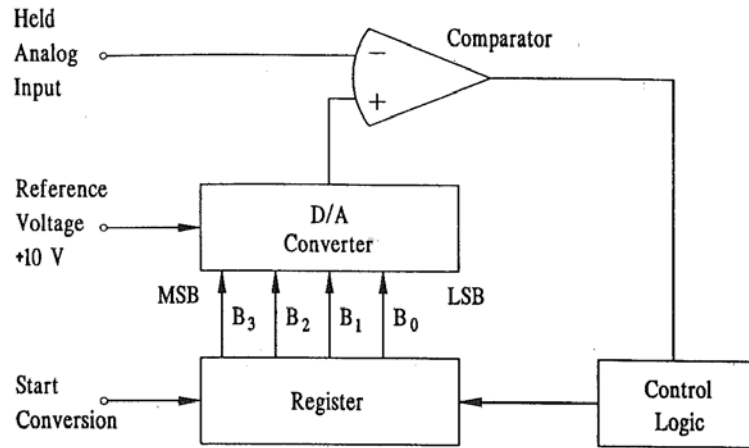 Held
Analog
Input
Comparator
−
+
Reference
Voltage
+10 V
D/A
Converter
MSB
B3
B2
B1
B0
LSB
Start
Conversion
Register
Control
Logic